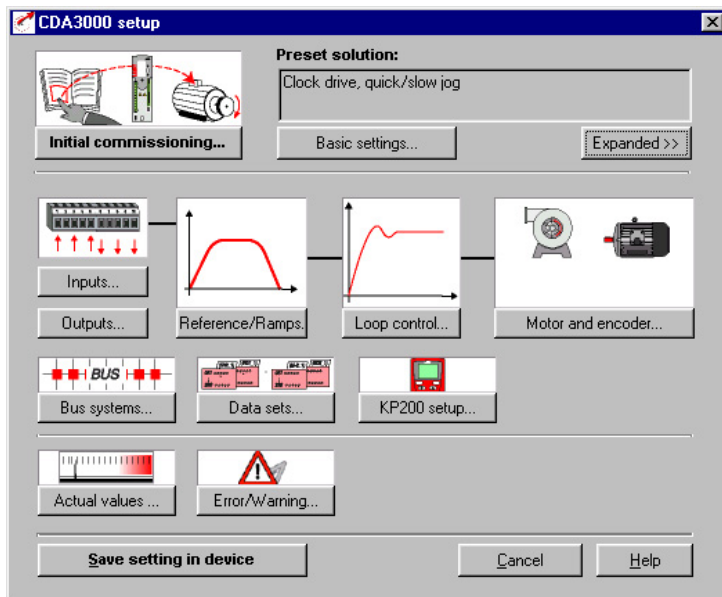 CDA3000 setup
Preset solution:
Clock drive, quick/slow jog
Initial commissioning...
Basic settings...
Expanded >>
Inputs...
Outputs...
Reference/Ramps.
Loop control...
Motor and encoder...
BUS
Bus systems...
Data sets...
KP200 setup...
Actual values ...
Error/Warning...
Save setting in device
Cancel
Help